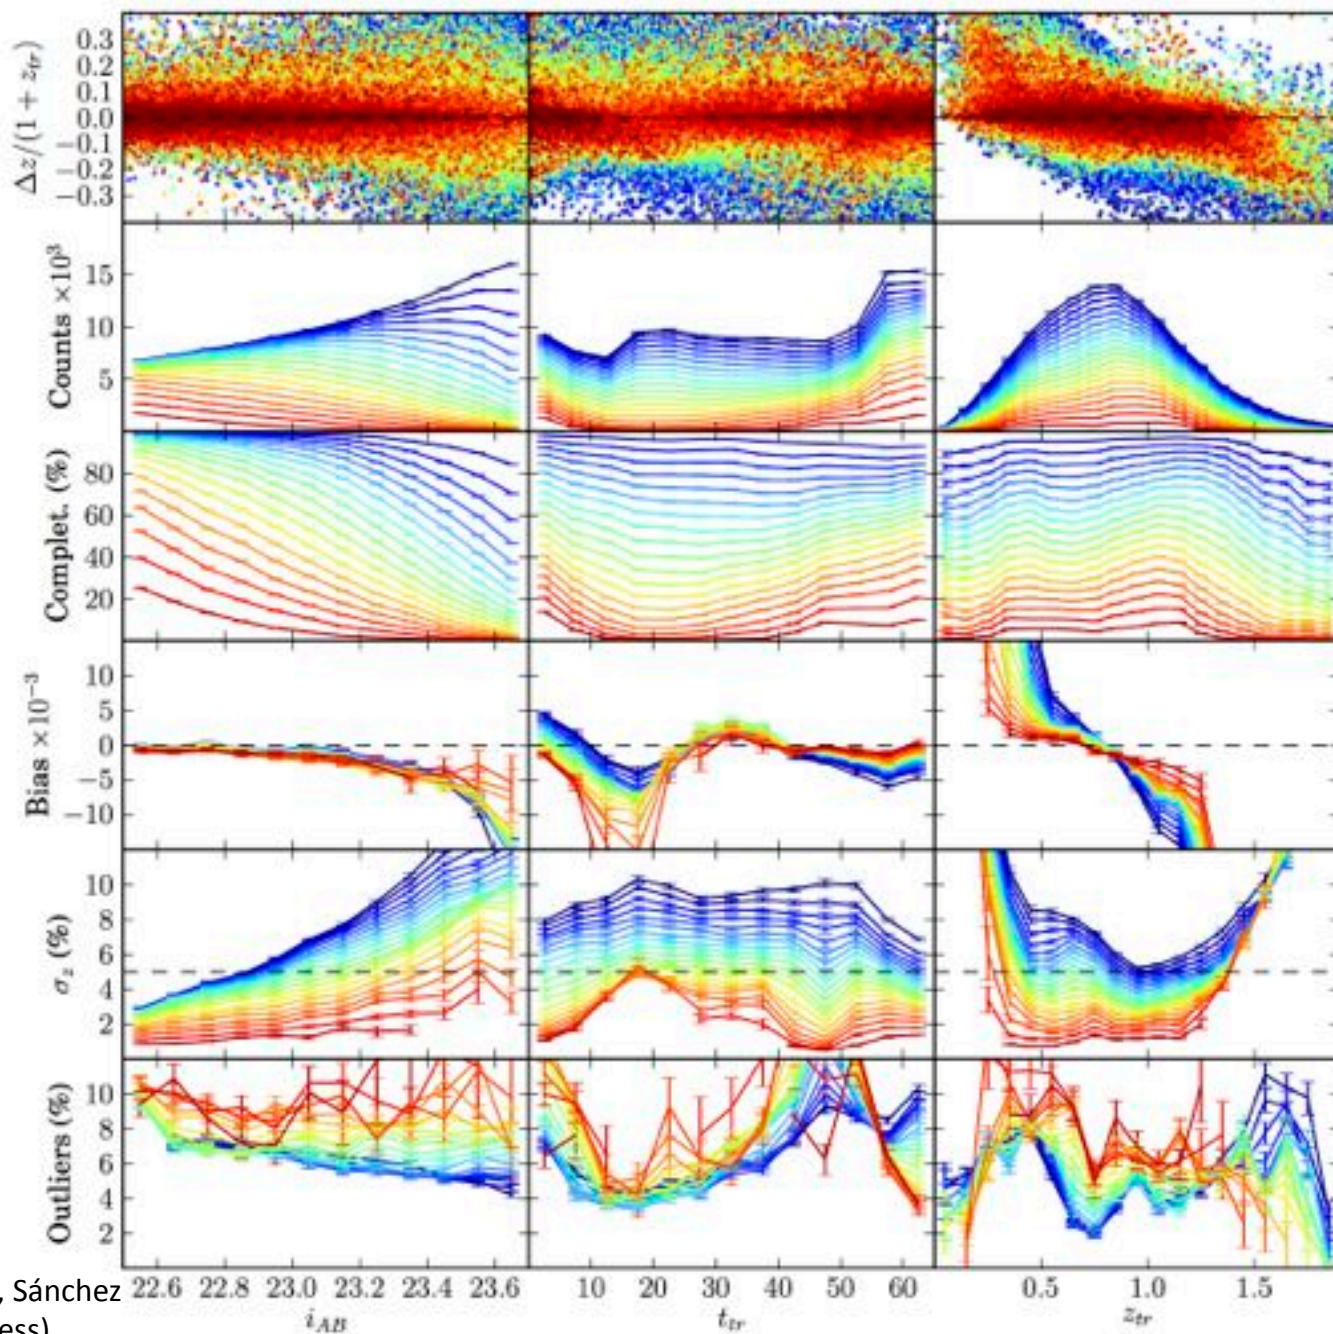 Δz/(1 + z_tr)
0.3
0.2
0.1
0.0
−0.1
−0.2
−0.3
Counts ×10³
15
10
5
Complet. (%)
80
60
40
20
Bias ×10⁻³
10
5
0
−5
−10
σ_z (%)
10
8
6
4
2
Outliers (%)
10
8
6
4
2
22.6 22.8 23.0 23.2 23.4 23.6 10 20 30 40 50 60 0.5 1.0 1.5
i_AB t_tr z_tr
, Sánchez
ess)